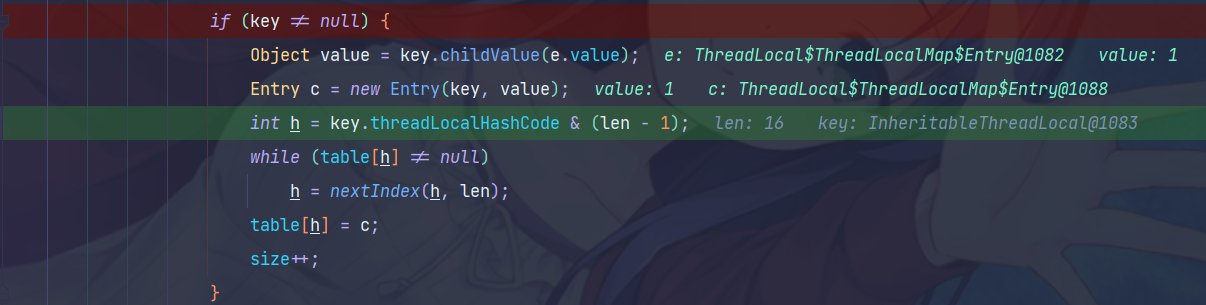 if (key ≠ null) {
Object value = key.childValue(e.value);   e: ThreadLocal$ThreadLocalMap$Entry@1082   value: 1
Entry c = new Entry(key, value);   value: 1   c: ThreadLocal$ThreadLocalMap$Entry@1088
int h = key.threadLocalHashCode & (len - 1);   len: 16   key: InheritableThreadLocal@1083
while (table[h] ≠ null)
h = nextIndex(h, len);
table[h] = c;
size++;
}